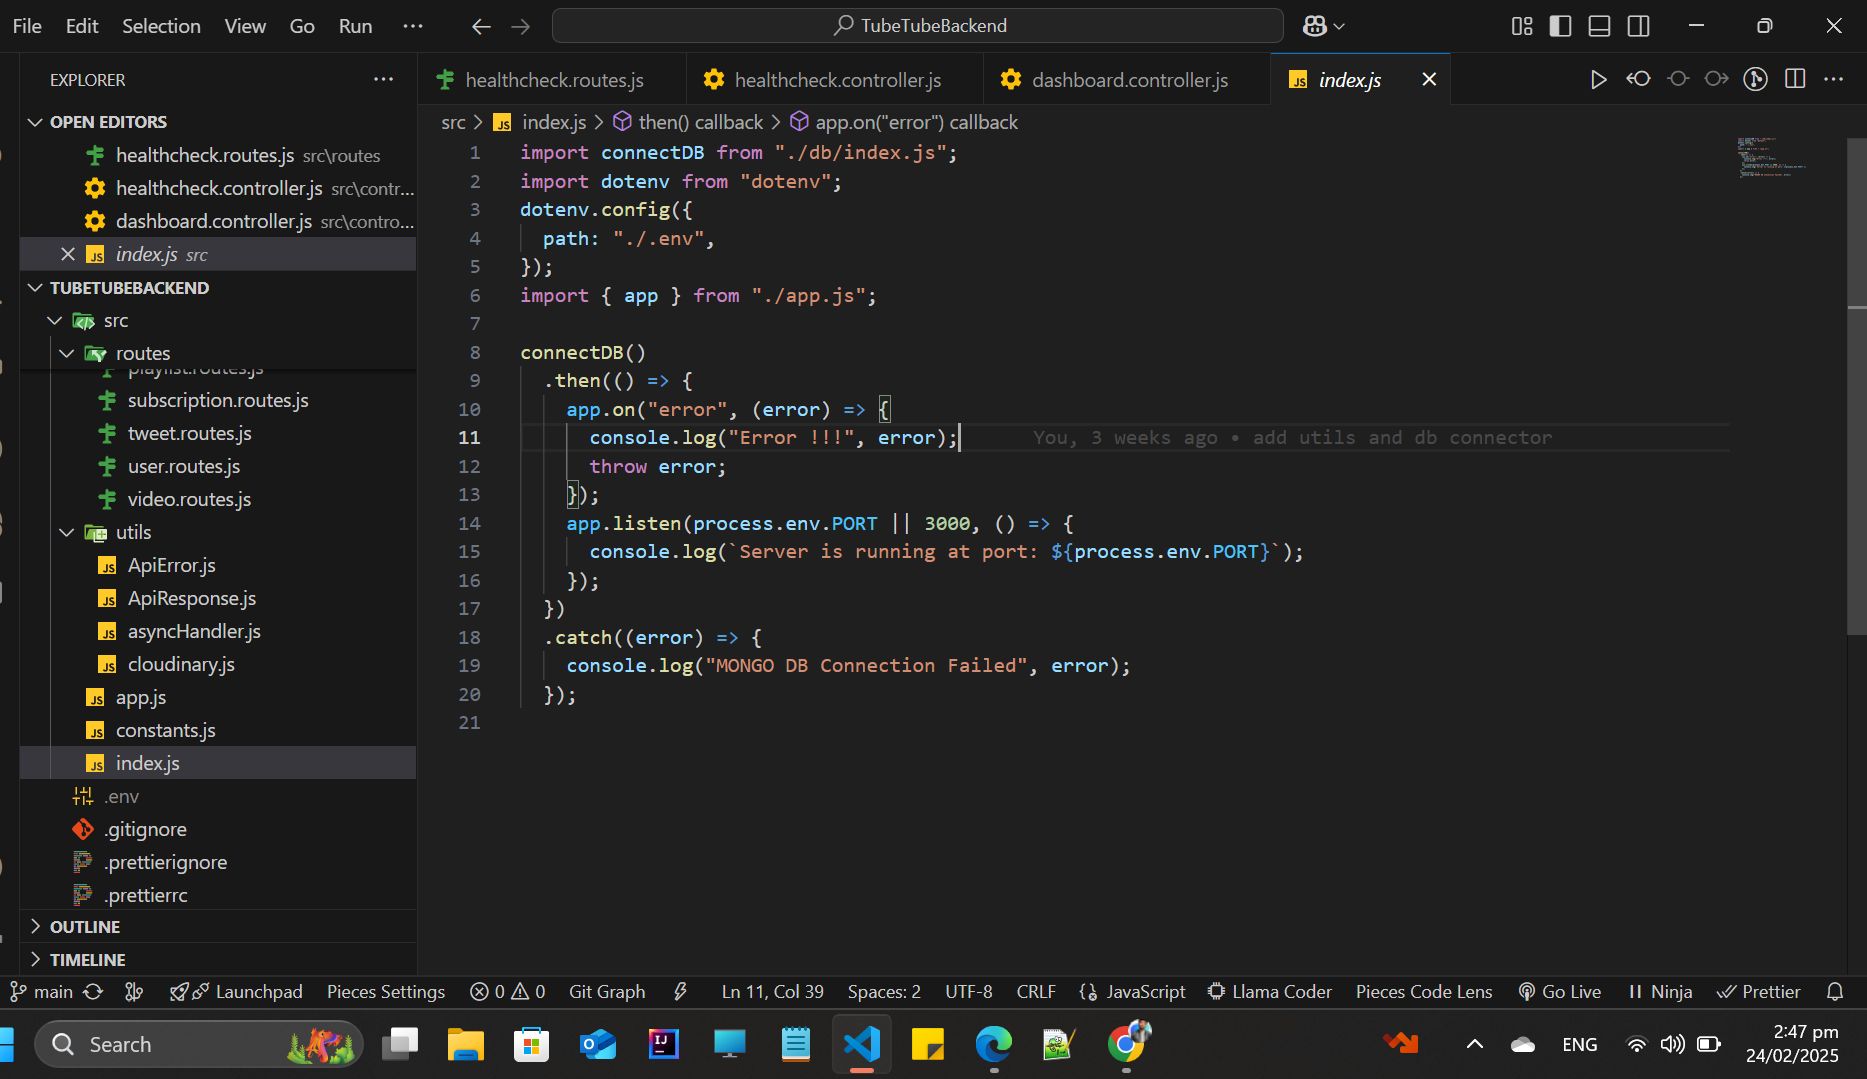 File Edit Selection View Go Run ···
TubeTubeBackend
EXPLORER ···
OPEN EDITORS
healthcheck.routes.js src\routes
healthcheck.controller.js src\contr...
dashboard.controller.js src\contro...
index.js src
TUBETUBEBACKEND
src
routes
playlist.routes.js
subscription.routes.js
tweet.routes.js
user.routes.js
video.routes.js
utils
ApiError.js
ApiResponse.js
asyncHandler.js
cloudinary.js
app.js
constants.js
index.js
.env
.gitignore
.prettierignore
.prettierrc
OUTLINE
TIMELINE
healthcheck.routes.js healthcheck.controller.js dashboard.controller.js index.js
src > index.js > then() callback > app.on("error") callback
1 import connectDB from "./db/index.js";
2 import dotenv from "dotenv";
3 dotenv.config({
4 path: "./.env",
5 });
6 import { app } from "./app.js";
7
8 connectDB()
9 .then(() => {
10 app.on("error", (error) => {
11 console.log("Error !!!", error); You, 3 weeks ago • add utils and db connector
12 throw error;
13 });
14 app.listen(process.env.PORT || 3000, () => {
15 console.log(`Server is running at port: ${process.env.PORT}`);
16 });
17 })
18 .catch((error) => {
19 console.log("MONGO DB Connection Failed", error);
20 });
21
main Launchpad Pieces Settings 0 0 Git Graph Ln 11, Col 39 Spaces: 2 UTF-8 CRLF JavaScript Llama Coder Pieces Code Lens Go Live Ninja Prettier
Search
ENG
2:47 pm
24/02/2025